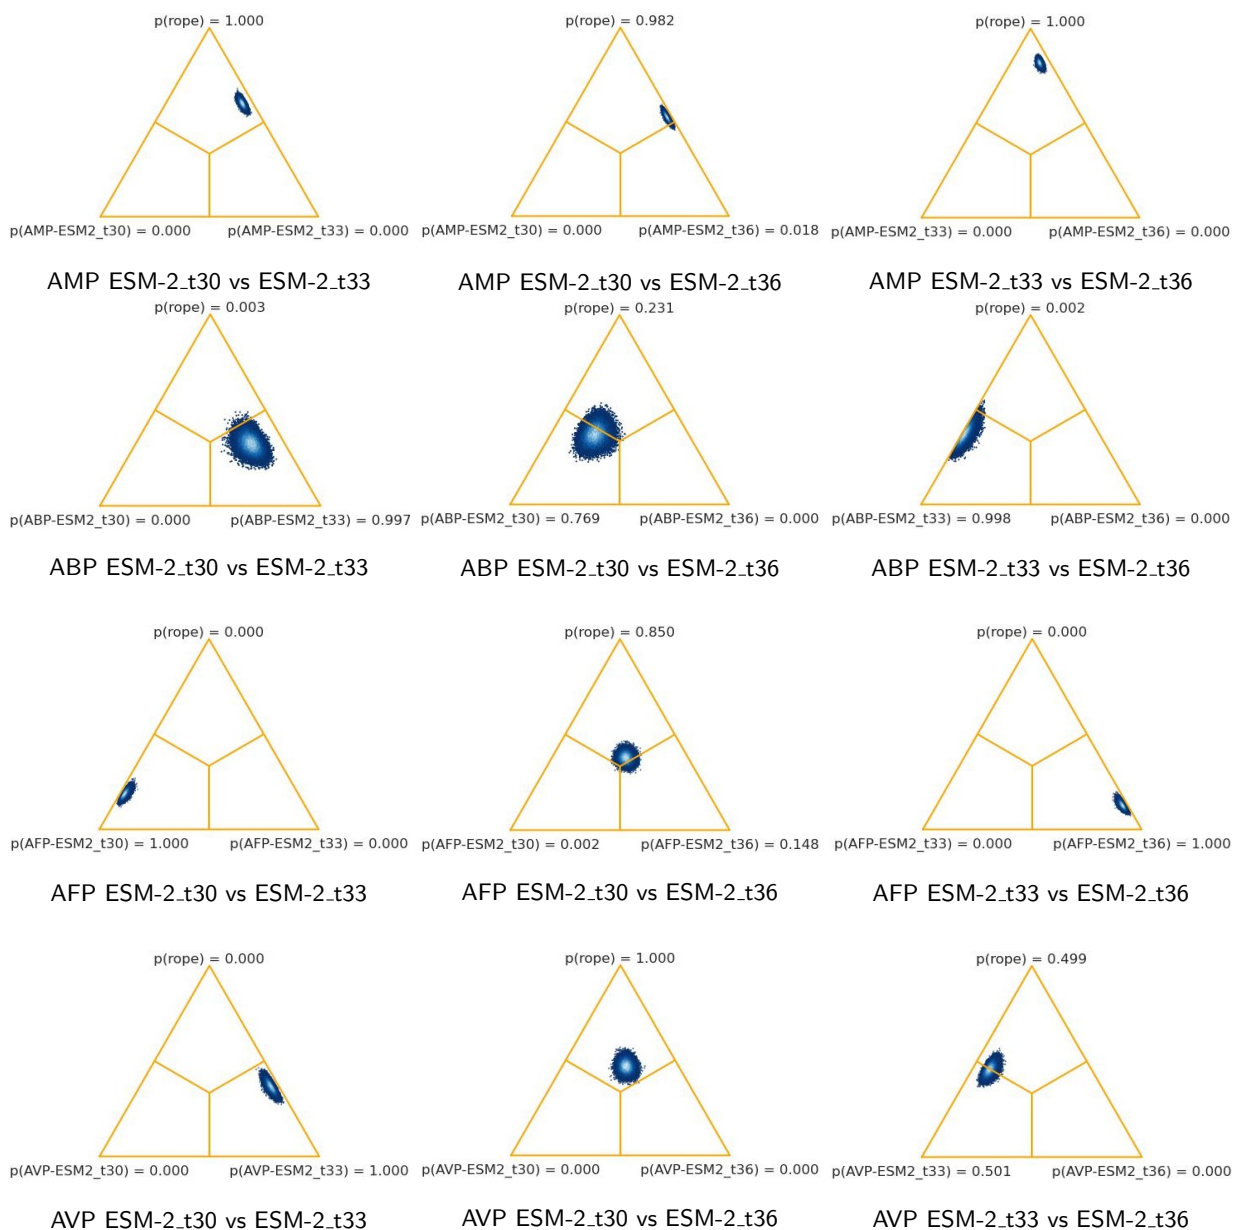 p(rope) = 1.000 p(rope) = 0.982 p(rope) = 1.000
p(AMP-ESM2_t30) = 0.000 p(AMP-ESM2_t33) = 0.000 p(AMP-ESM2_t30) = 0.000 p(AMP-ESM2_t36) = 0.018 p(AMP-ESM2_t33) = 0.000 p(AMP-ESM2_t36) = 0.000
AMP ESM-2_t30 vs ESM-2_t33 AMP ESM-2_t30 vs ESM-2_t36 AMP ESM-2_t33 vs ESM-2_t36
p(rope) = 0.003 p(rope) = 0.231 p(rope) = 0.002
p(ABP-ESM2_t30) = 0.000 p(ABP-ESM2_t33) = 0.997 p(ABP-ESM2_t30) = 0.769 p(ABP-ESM2_t36) = 0.000 p(ABP-ESM2_t33) = 0.998 p(ABP-ESM2_t36) = 0.000
ABP ESM-2_t30 vs ESM-2_t33 ABP ESM-2_t30 vs ESM-2_t36 ABP ESM-2_t33 vs ESM-2_t36
p(rope) = 0.000 p(rope) = 0.850 p(rope) = 0.000
p(AFP-ESM2_t30) = 1.000 p(AFP-ESM2_t33) = 0.000 p(AFP-ESM2_t30) = 0.002 p(AFP-ESM2_t36) = 0.148 p(AFP-ESM2_t33) = 0.000 p(AFP-ESM2_t36) = 1.000
AFP ESM-2_t30 vs ESM-2_t33 AFP ESM-2_t30 vs ESM-2_t36 AFP ESM-2_t33 vs ESM-2_t36
p(rope) = 0.000 p(rope) = 1.000 p(rope) = 0.499
p(AVP-ESM2_t30) = 0.000 p(AVP-ESM2_t33) = 1.000 p(AVP-ESM2_t30) = 0.000 p(AVP-ESM2_t36) = 0.000 p(AVP-ESM2_t33) = 0.501 p(AVP-ESM2_t36) = 0.000
AVP ESM-2_t30 vs ESM-2_t33 AVP ESM-2_t30 vs ESM-2_t36 AVP ESM-2_t33 vs ESM-2_t36